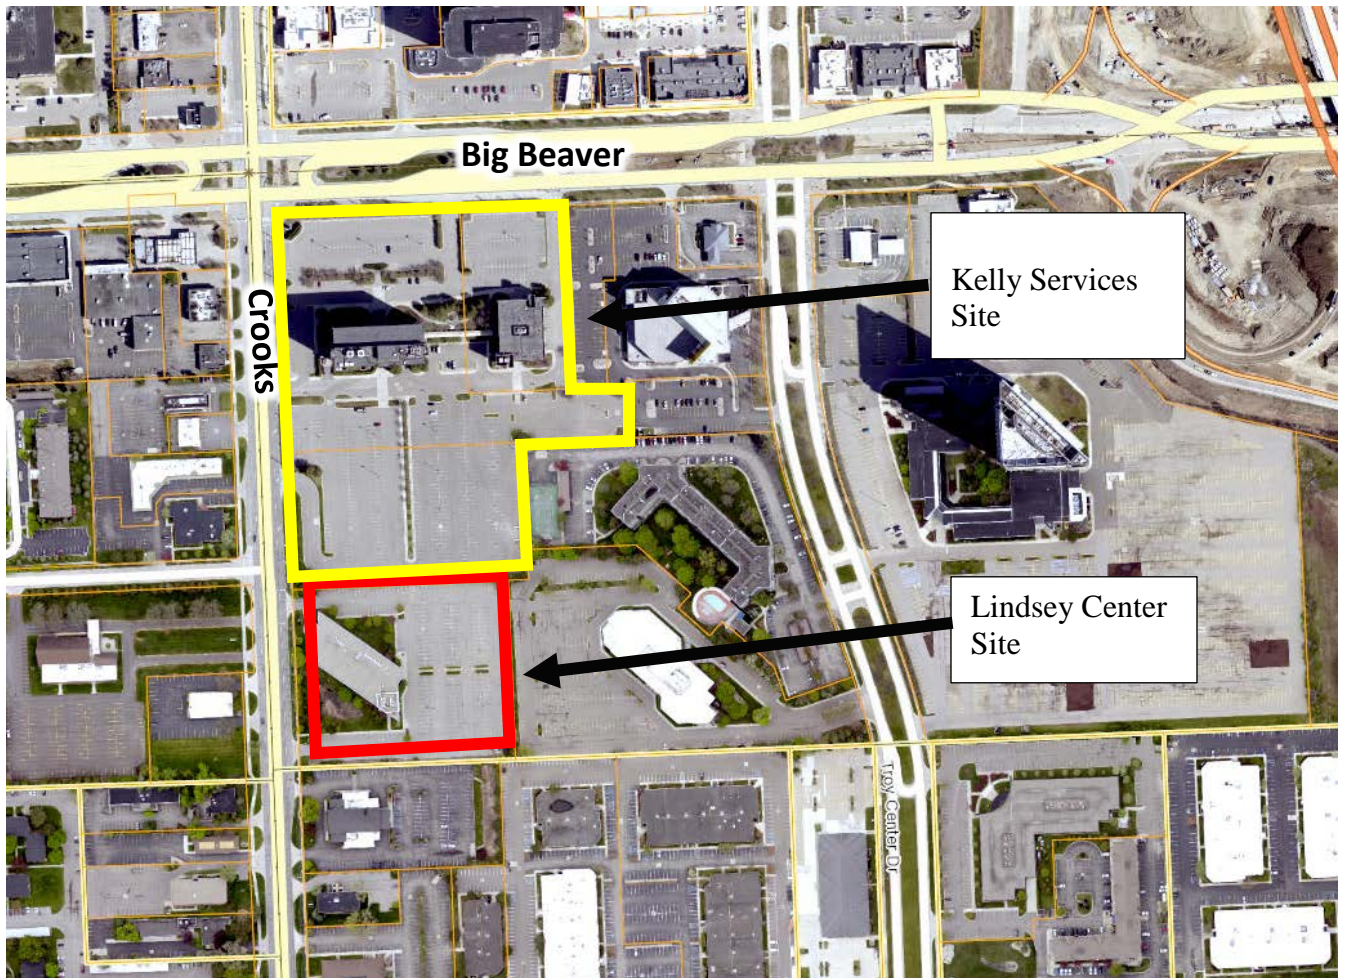 Big Beaver
Crooks
Kelly Services
Site
Lindsey Center
Site
Troy Center Dr